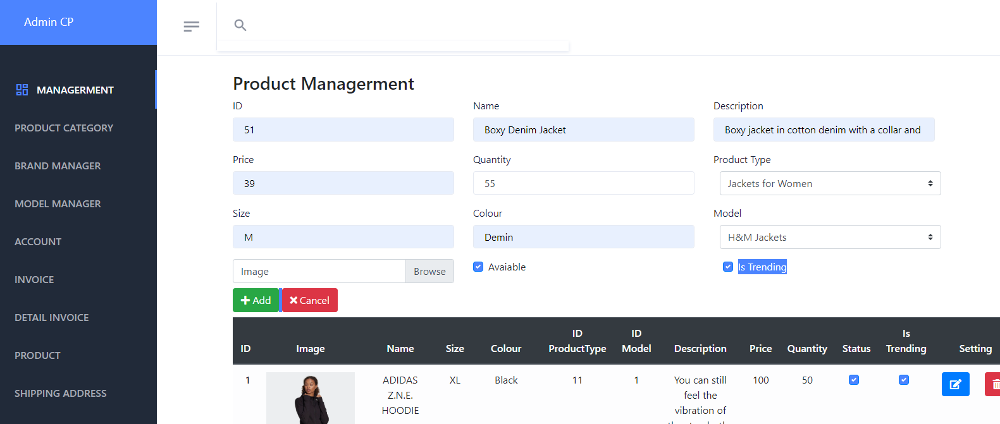 Admin CP
MANAGERMENT
PRODUCT CATEGORY
BRAND MANAGER
MODEL MANAGER
ACCOUNT
INVOICE
DETAIL INVOICE
PRODUCT
SHIPPING ADDRESS
Product Managerment
ID Name Description
51 Boxy Denim Jacket Boxy jacket in cotton denim with a collar and
Price Quantity Product Type
39 55 Jackets for Women
Size Colour Model
M Demin H&M Jackets
Image Browse Avaiable Is Trending
Add Cancel
ID Image Name Size Colour ID ProductType ID Model Description Price Quantity Status Is Trending Setting
1 ADIDAS XL Black 11 1 You can still 100 50
Z.N.E. feel the
HOODIE vibration of